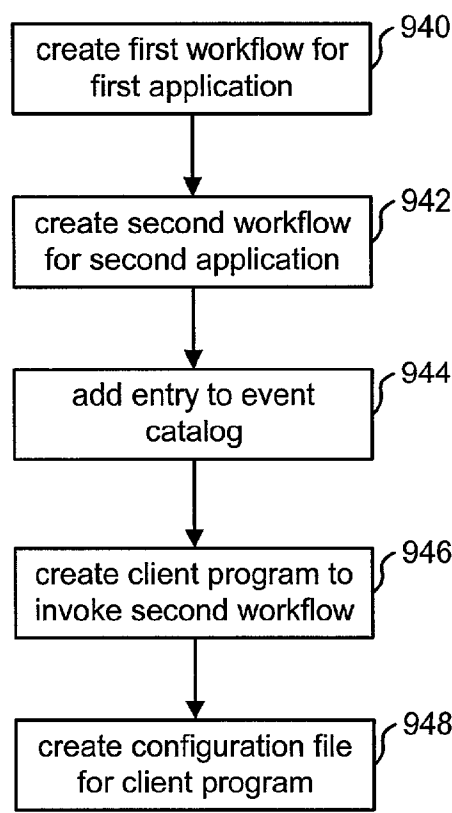 940
create first workflow for
first application
942
create second workflow
for second application
944
add entry to event
catalog
946
create client program to
invoke second workflow
948
create configuration file
for client program